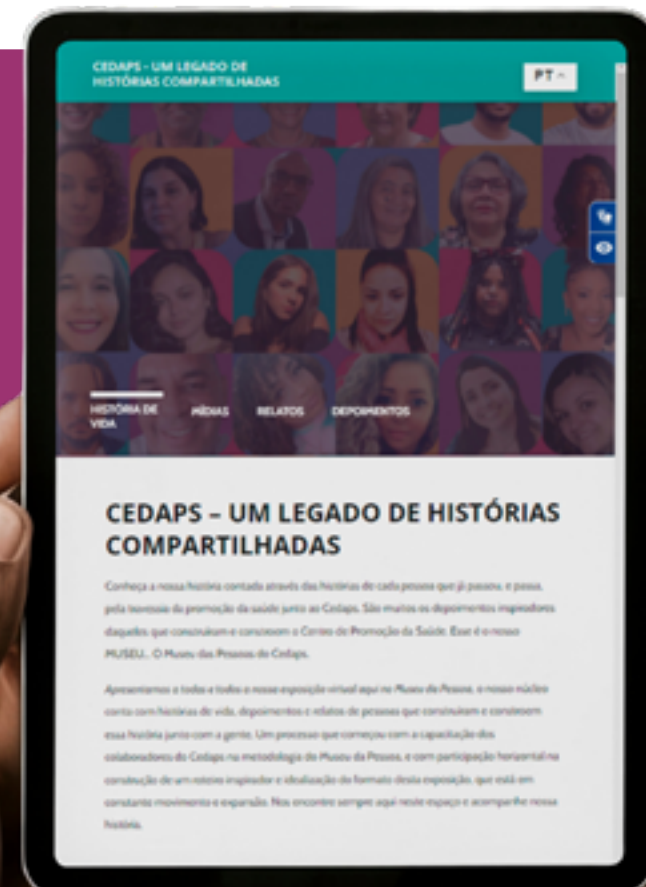 CEDAPS – UM LEGADO DE
HISTÓRIAS COMPARTILHADAS
PT
HISTÓRIA DE
VIDA
MÍDIAS
RELATOS
DEPOIMENTOS
CEDAPS – UM LEGADO DE HISTÓRIAS
COMPARTILHADAS
Conheça a nossa história contada através das histórias de cada pessoa que já passou, e passa,
pela travessia da promoção da saúde junto ao Cedaps. São muitos os depoimentos inspiradores
daqueles que construíram e constroem o Centro de Promoção da Saúde. Esse é o nosso
MUSEU... O Museu das Pessoas do Cedaps.
Apresentamos a todas e todos a nossa exposição virtual aqui no Museu da Pessoa, o nosso núcleo
conta com histórias de vida, depoimentos e relatos de pessoas que construíram e constroem
essa história junto com a gente. Um processo que começou com a capacitação dos
colaboradores do Cedaps na metodologia do Museu da Pessoa, e com participação horizontal na
construção de um roteiro inspirador e idealização do formato desta exposição, que está em
constante movimento e expansão. Nos encontre sempre aqui neste espaço e acompanhe nossa
história.